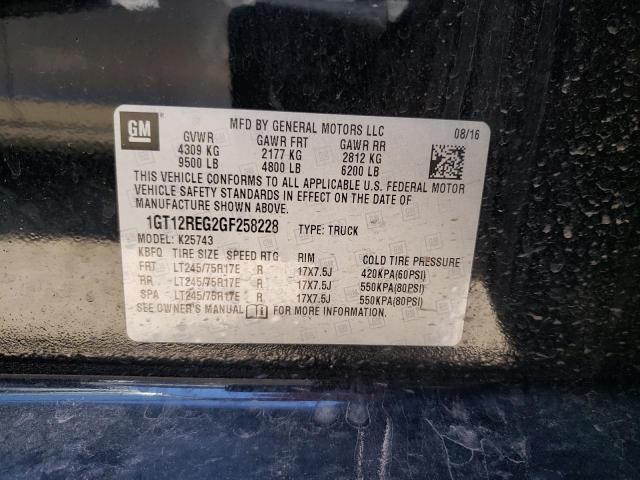 GM
MFD BY GENERAL MOTORS LLC
08/16
GVWR GAWR FRT GAWR RR
4309 KG 2177 KG 2812 KG
9500 LB 4800 LB 6200 LB
THIS VEHICLE CONFORMS TO ALL APPLICABLE U.S. FEDERAL MOTOR
VEHICLE SAFETY STANDARDS IN EFFECT ON THE DATE OF
MANUFACTURE SHOWN ABOVE.
1GT12REG2GF258228 TYPE: TRUCK
MODEL: K25743
KBFQ TIRE SIZE SPEED RTG RIM COLD TIRE PRESSURE
FRT LT245/75R17E R 17X7.5J 420KPA(60PSI)
RR LT245/75R17E R 17X7.5J 550KPA(80PSI)
SPA LT245/75R17E R 17X7.5J 550KPA(80PSI)
SEE OWNER'S MANUAL i FOR MORE INFORMATION.